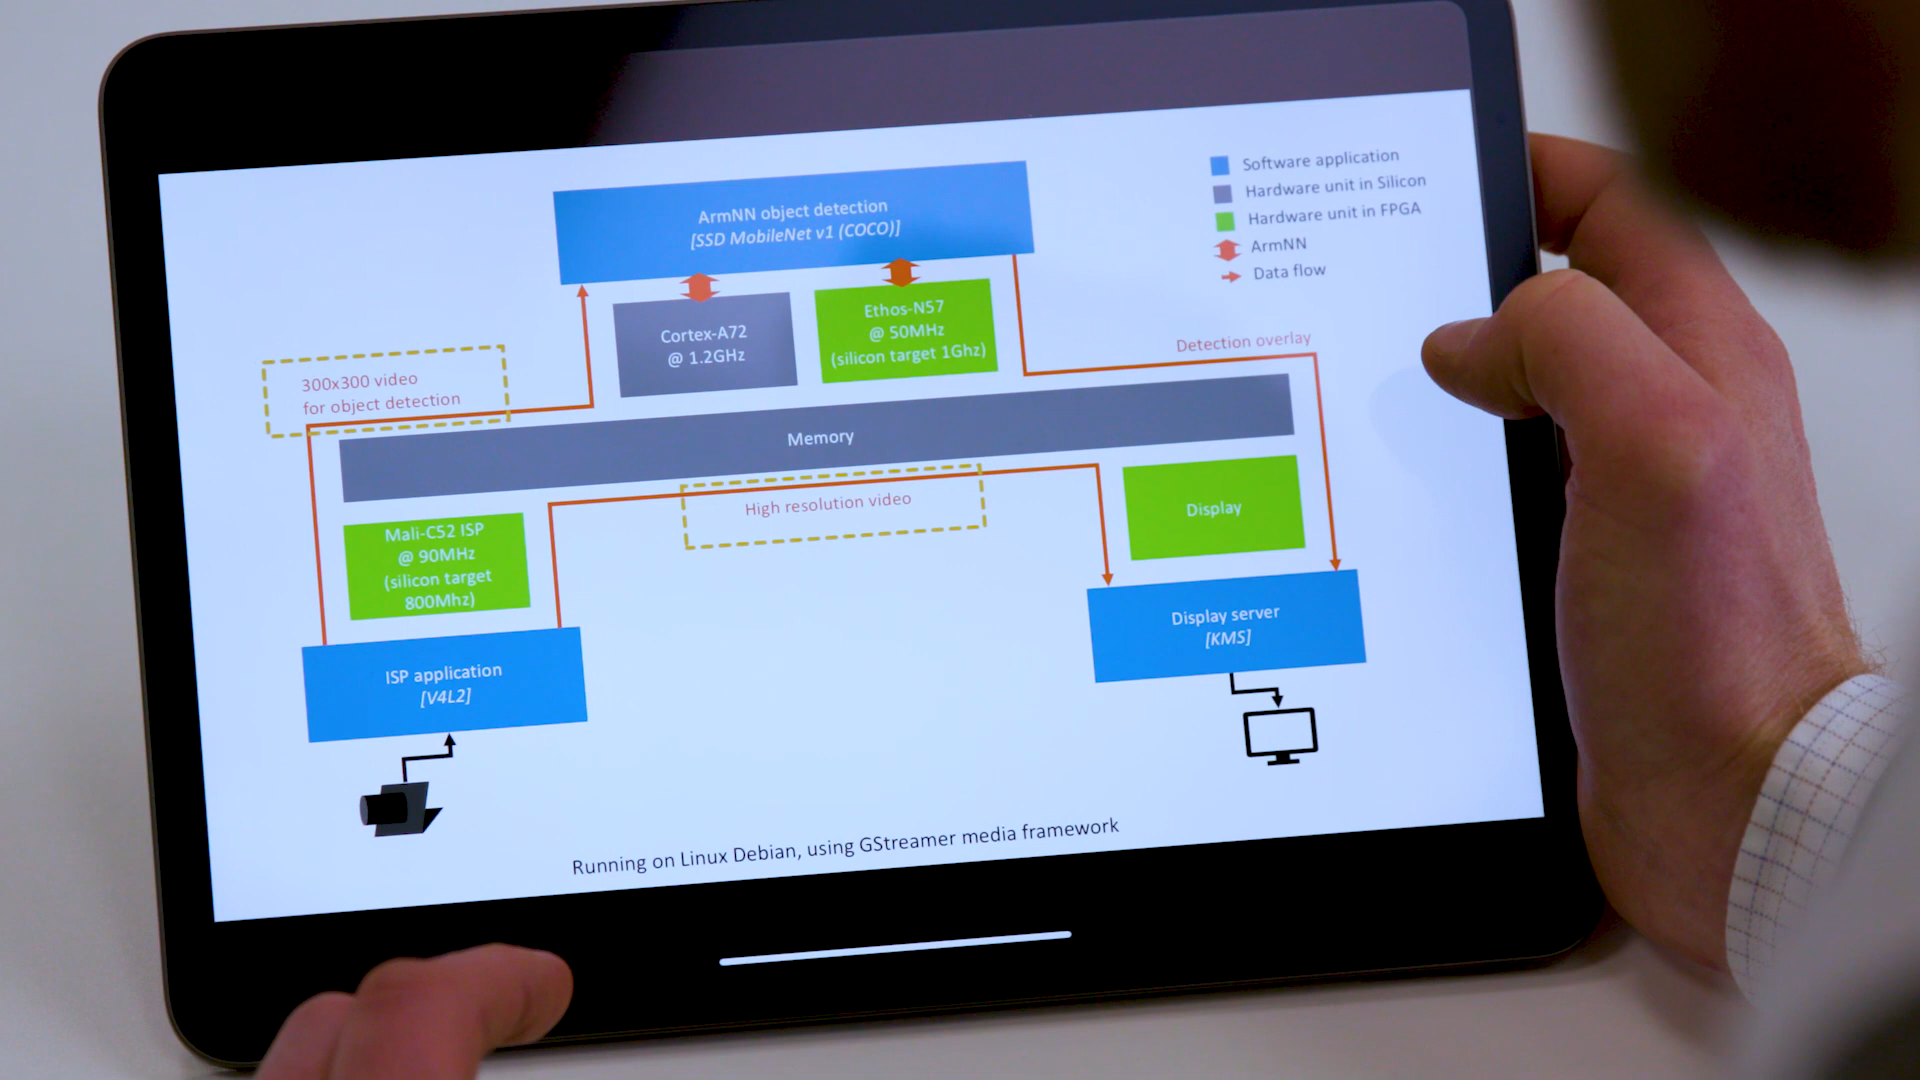 ArmNN object detection
[SSD MobileNet v1 (COCO)]
Software application
Hardware unit in Silicon
Hardware unit in FPGA
ArmNN
Data flow
Cortex-A72
@ 1.2GHz
Ethos-N57
@ 50MHz
(silicon target 1Ghz)
Detection overlay
300x300 video
for object detection
Memory
High resolution video
Mali-C52 ISP
@ 90MHz
(silicon target
800Mhz)
Display
ISP application
[V4L2]
Display server
[KMS]
Running on Linux Debian, using GStreamer media framework